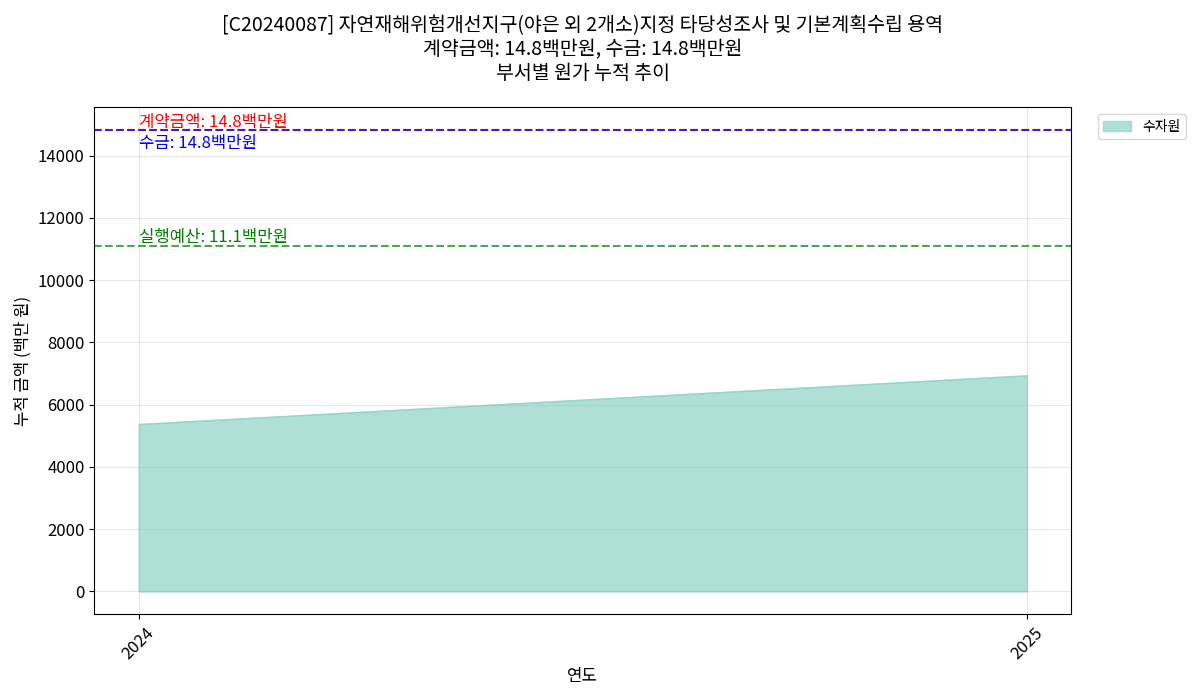 [C20240087] 자연재해위험개선지구(야은 외 2개소)지정 타당성조사 및 기본계획수립 용역
계약금액: 14.8백만원, 수금: 14.8백만원
부서별 원가 누적 추이
계약금액: 14.8백만원
수금: 14.8백만원
실행예산: 11.1백만원
수자원
누적 금액 (백만 원)
14000
12000
10000
8000
6000
4000
2000
0
2024
2025
연도